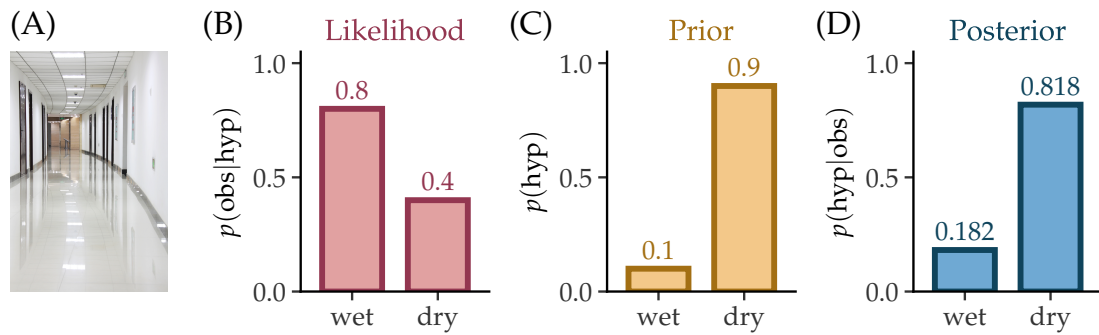 (A)
(B)
Likelihood
p(obs|hyp)
1.0
0.5
0.0
0.8
0.4
wet dry
(C)
Prior
p(hyp)
1.0
0.5
0.0
0.1
0.9
wet dry
(D)
Posterior
p(hyp|obs)
1.0
0.5
0.0
0.182
0.818
wet dry